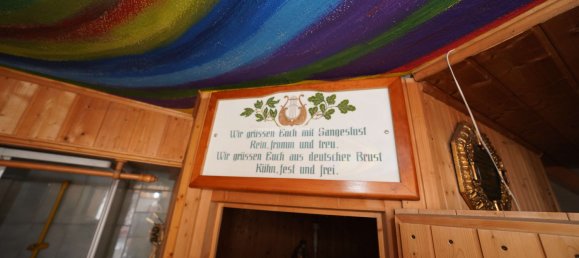 Wir grüssen Euch mit Sangeslust
Rein, fromm und treu.
Wir grüssen Euch aus deutscher Brust
Kühn, fest und frei.